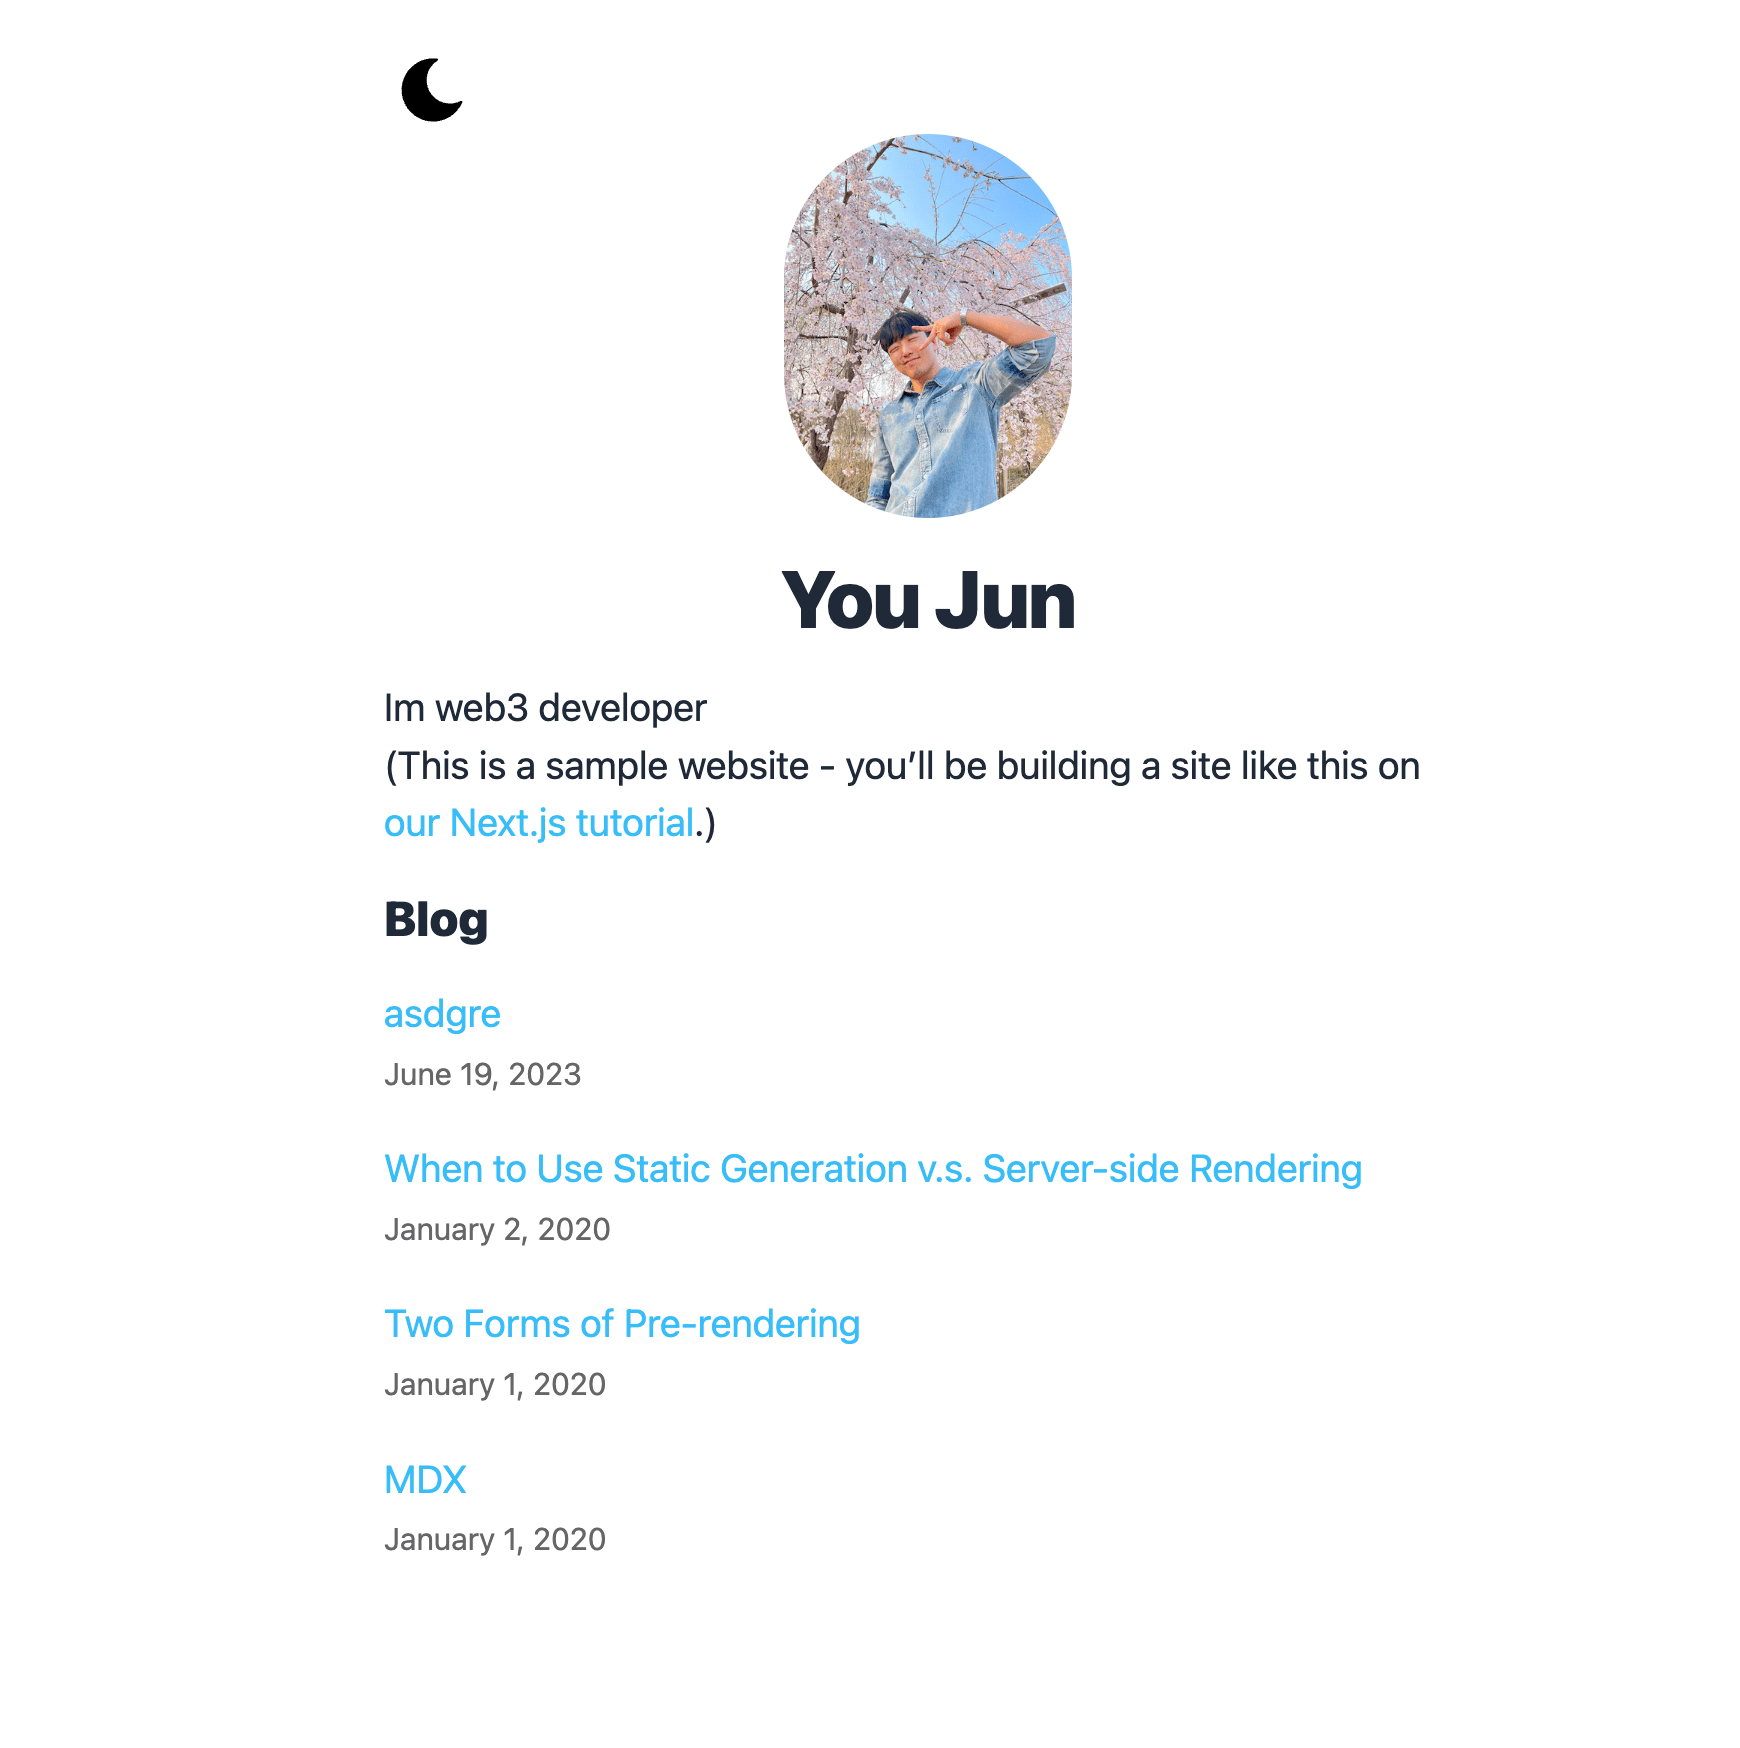 You Jun
Im web3 developer
(This is a sample website - you’ll be building a site like this on
our Next.js tutorial.)
Blog
asdgre
June 19, 2023
When to Use Static Generation v.s. Server-side Rendering
January 2, 2020
Two Forms of Pre-rendering
January 1, 2020
MDX
January 1, 2020